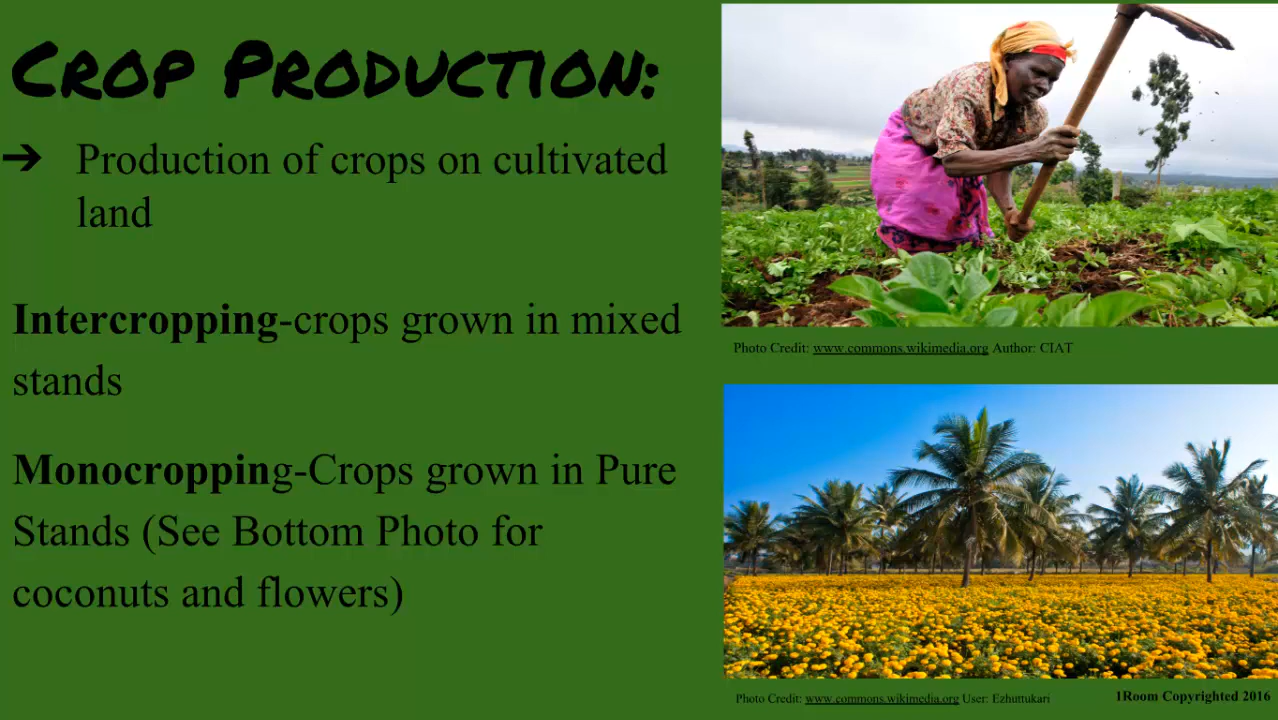 CROP PRODUCTION:
➔ Production of crops on cultivated
land
Intercropping-crops grown in mixed
stands
Monocropping-Crops grown in Pure
Stands (See Bottom Photo for
coconuts and flowers)
Photo Credit: www.commons.wikimedia.org Author: CIAT
Photo Credit: www.commons.wikimedia.org User: Ezhuttukari
1Room Copyrighted 2016